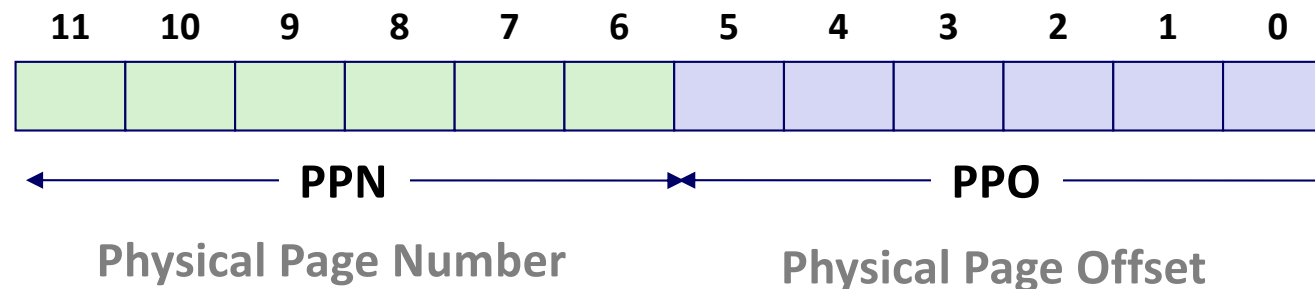 11 10 9 8 7 6 5 4 3 2 1 0
PPN PPO
Physical Page Number Physical Page Offset